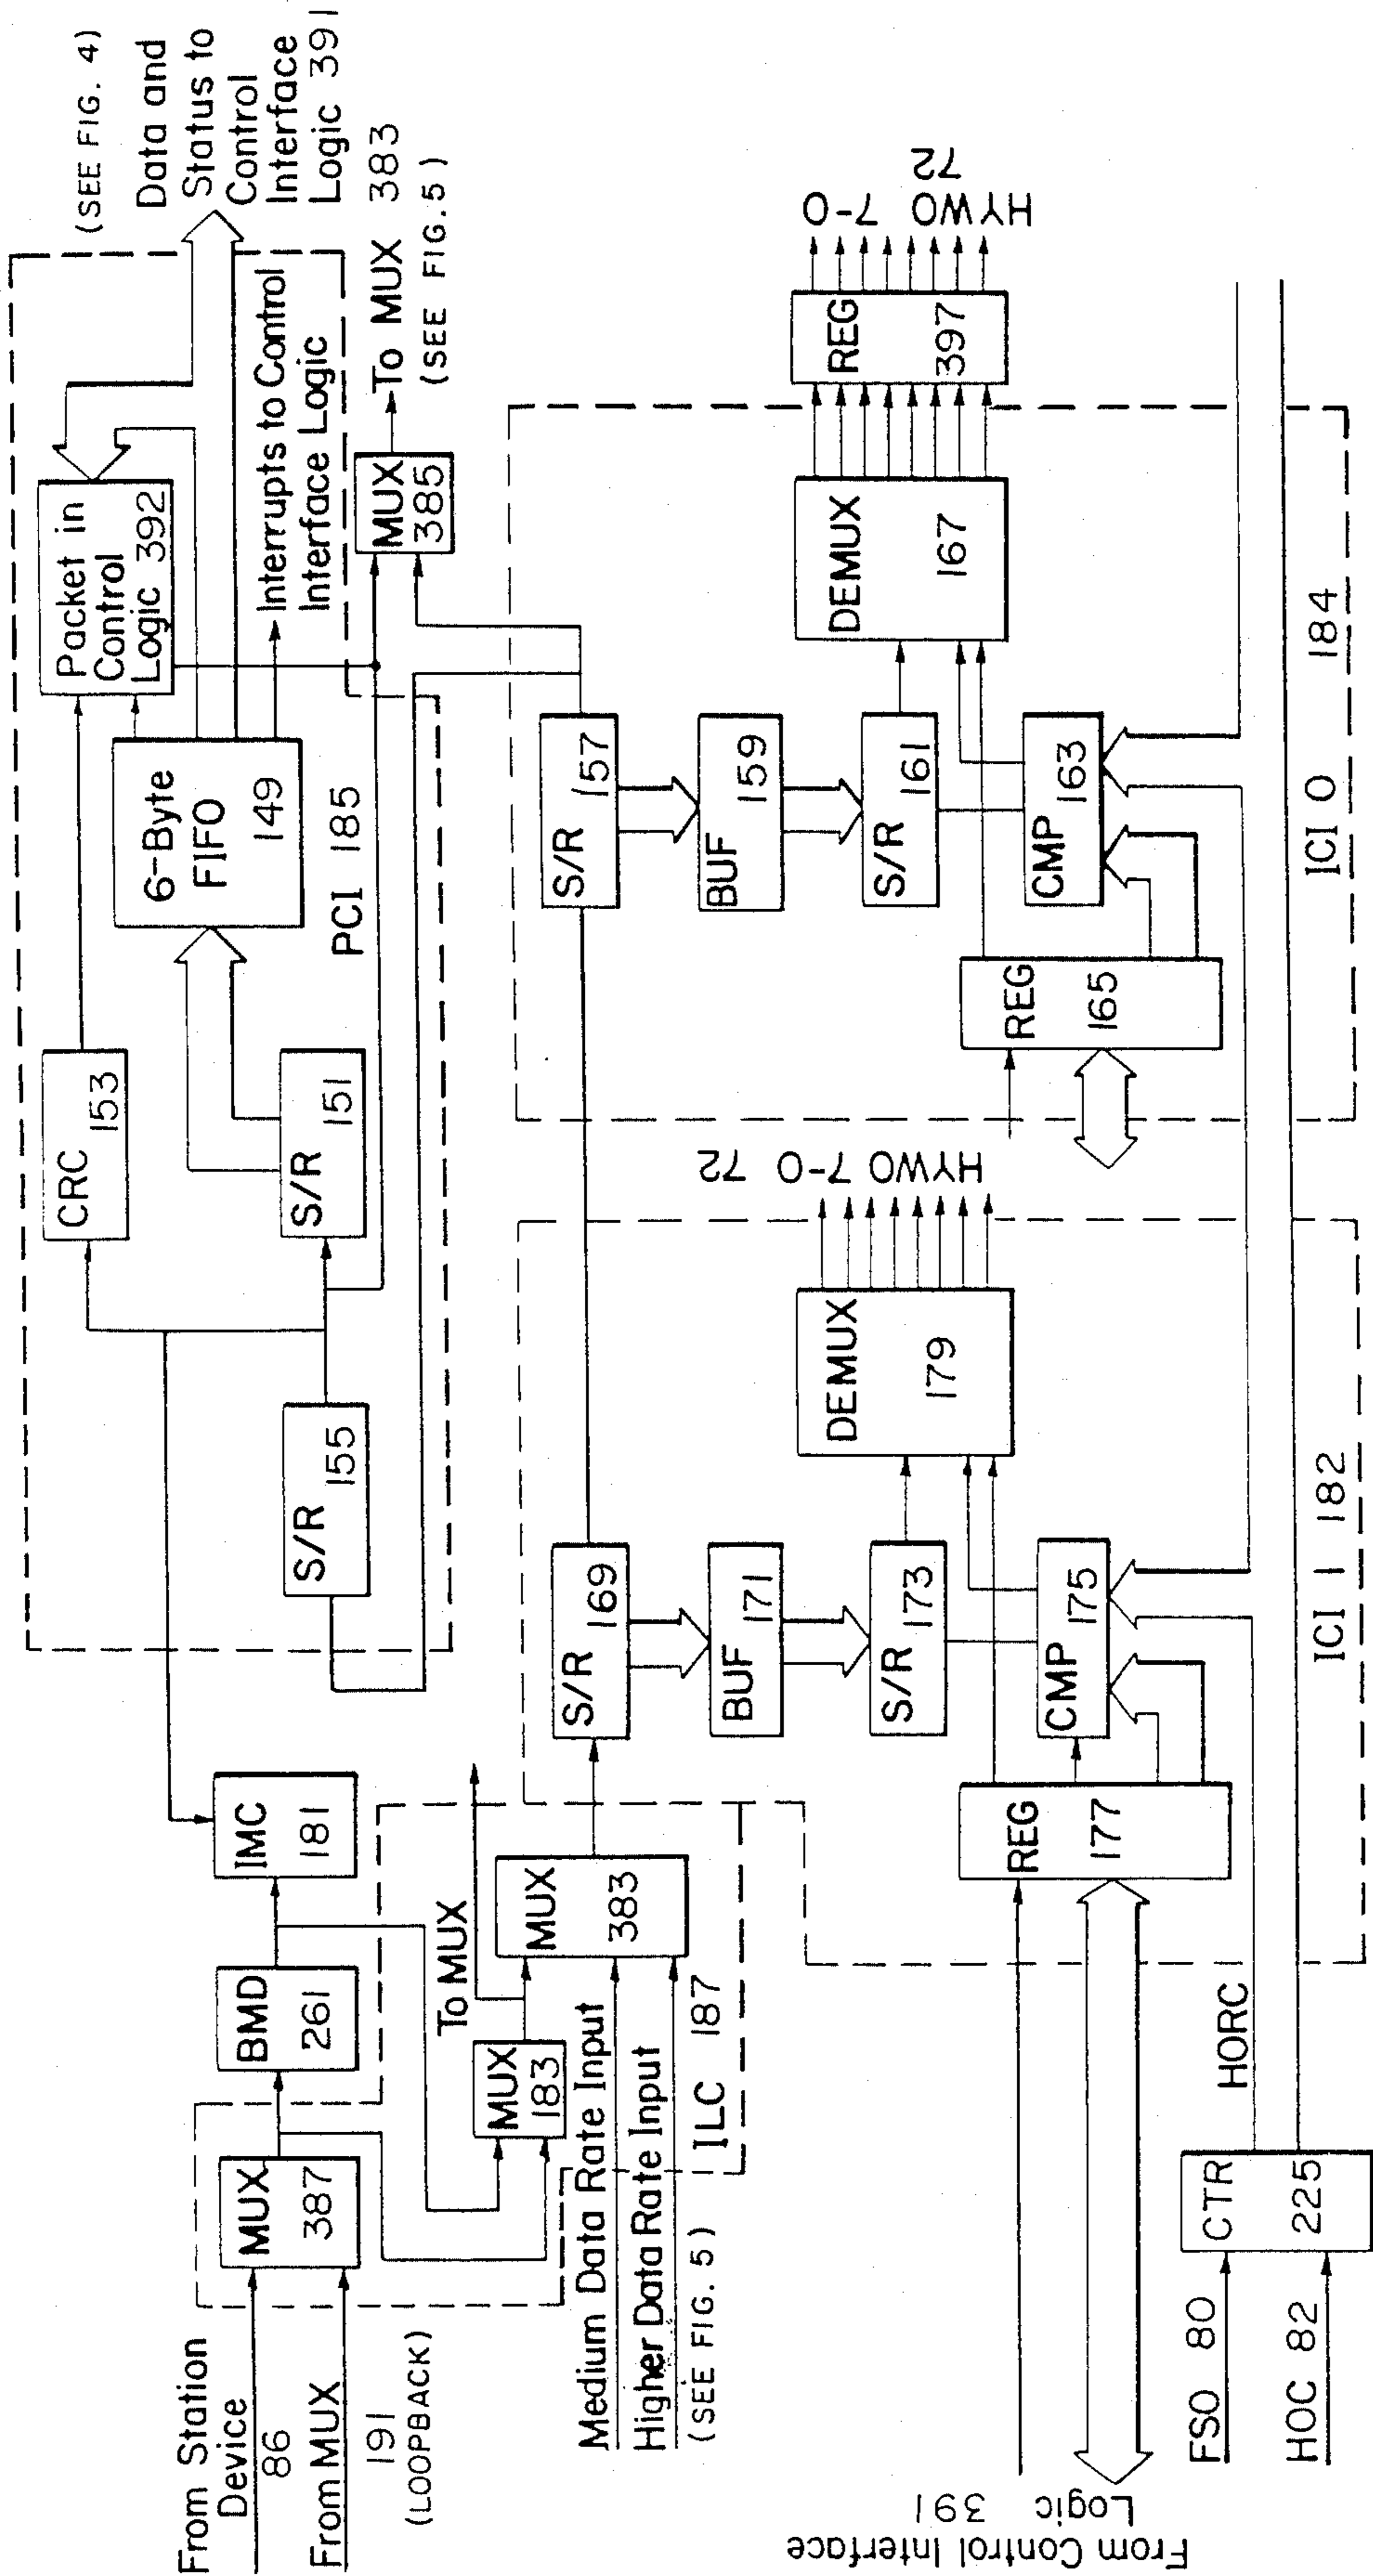 (SEE FIG. 4)
Data and
Status to
Control
Interface
Logic 391
Packet in
Control
Logic 392
CRC
153
6-Byte
FIFO
149
Interrupts to Control
Interface Logic
S/R 151
S/R 155
PCI 185
To MUX 383
(SEE FIG. 5)
MUX
385
IMC
181
BMD
261
MUX
387
From Station
Device
86
From MUX
191
(LOOPBACK)
To MUX
MUX
183
MUX
383
Medium Data Rate Input
Higher Data Rate Input
(SEE FIG. 5)
ILC 187
S/R 169
BUF 171
S/R 173
CMP 175
REG
177
DEMUX
179
HYWO 7-0 72
ICI 1 182
S/R 157
BUF 159
S/R 161
CMP 163
REG
165
DEMUX
167
REG
397
HYWO 7-0
72
ICI 0 184
From Control Interface
Logic 391
HORC
CTR
225
FSO 80
HOC 82